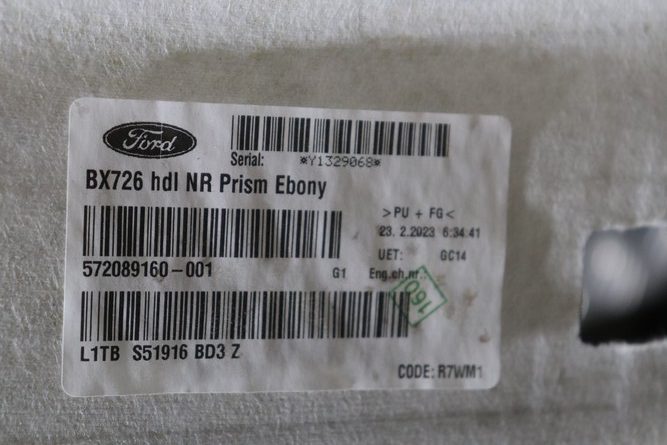 Ford
Serial: *Y1329068*
BX726 hdl NR Prism Ebony
>PU + FG<
23. 2.2023 6:34.41
UET: GC14
572089160-001
G1 Eng.ch.nr.:
160
L1TB S51916 BD3 Z
CODE: R7WM1